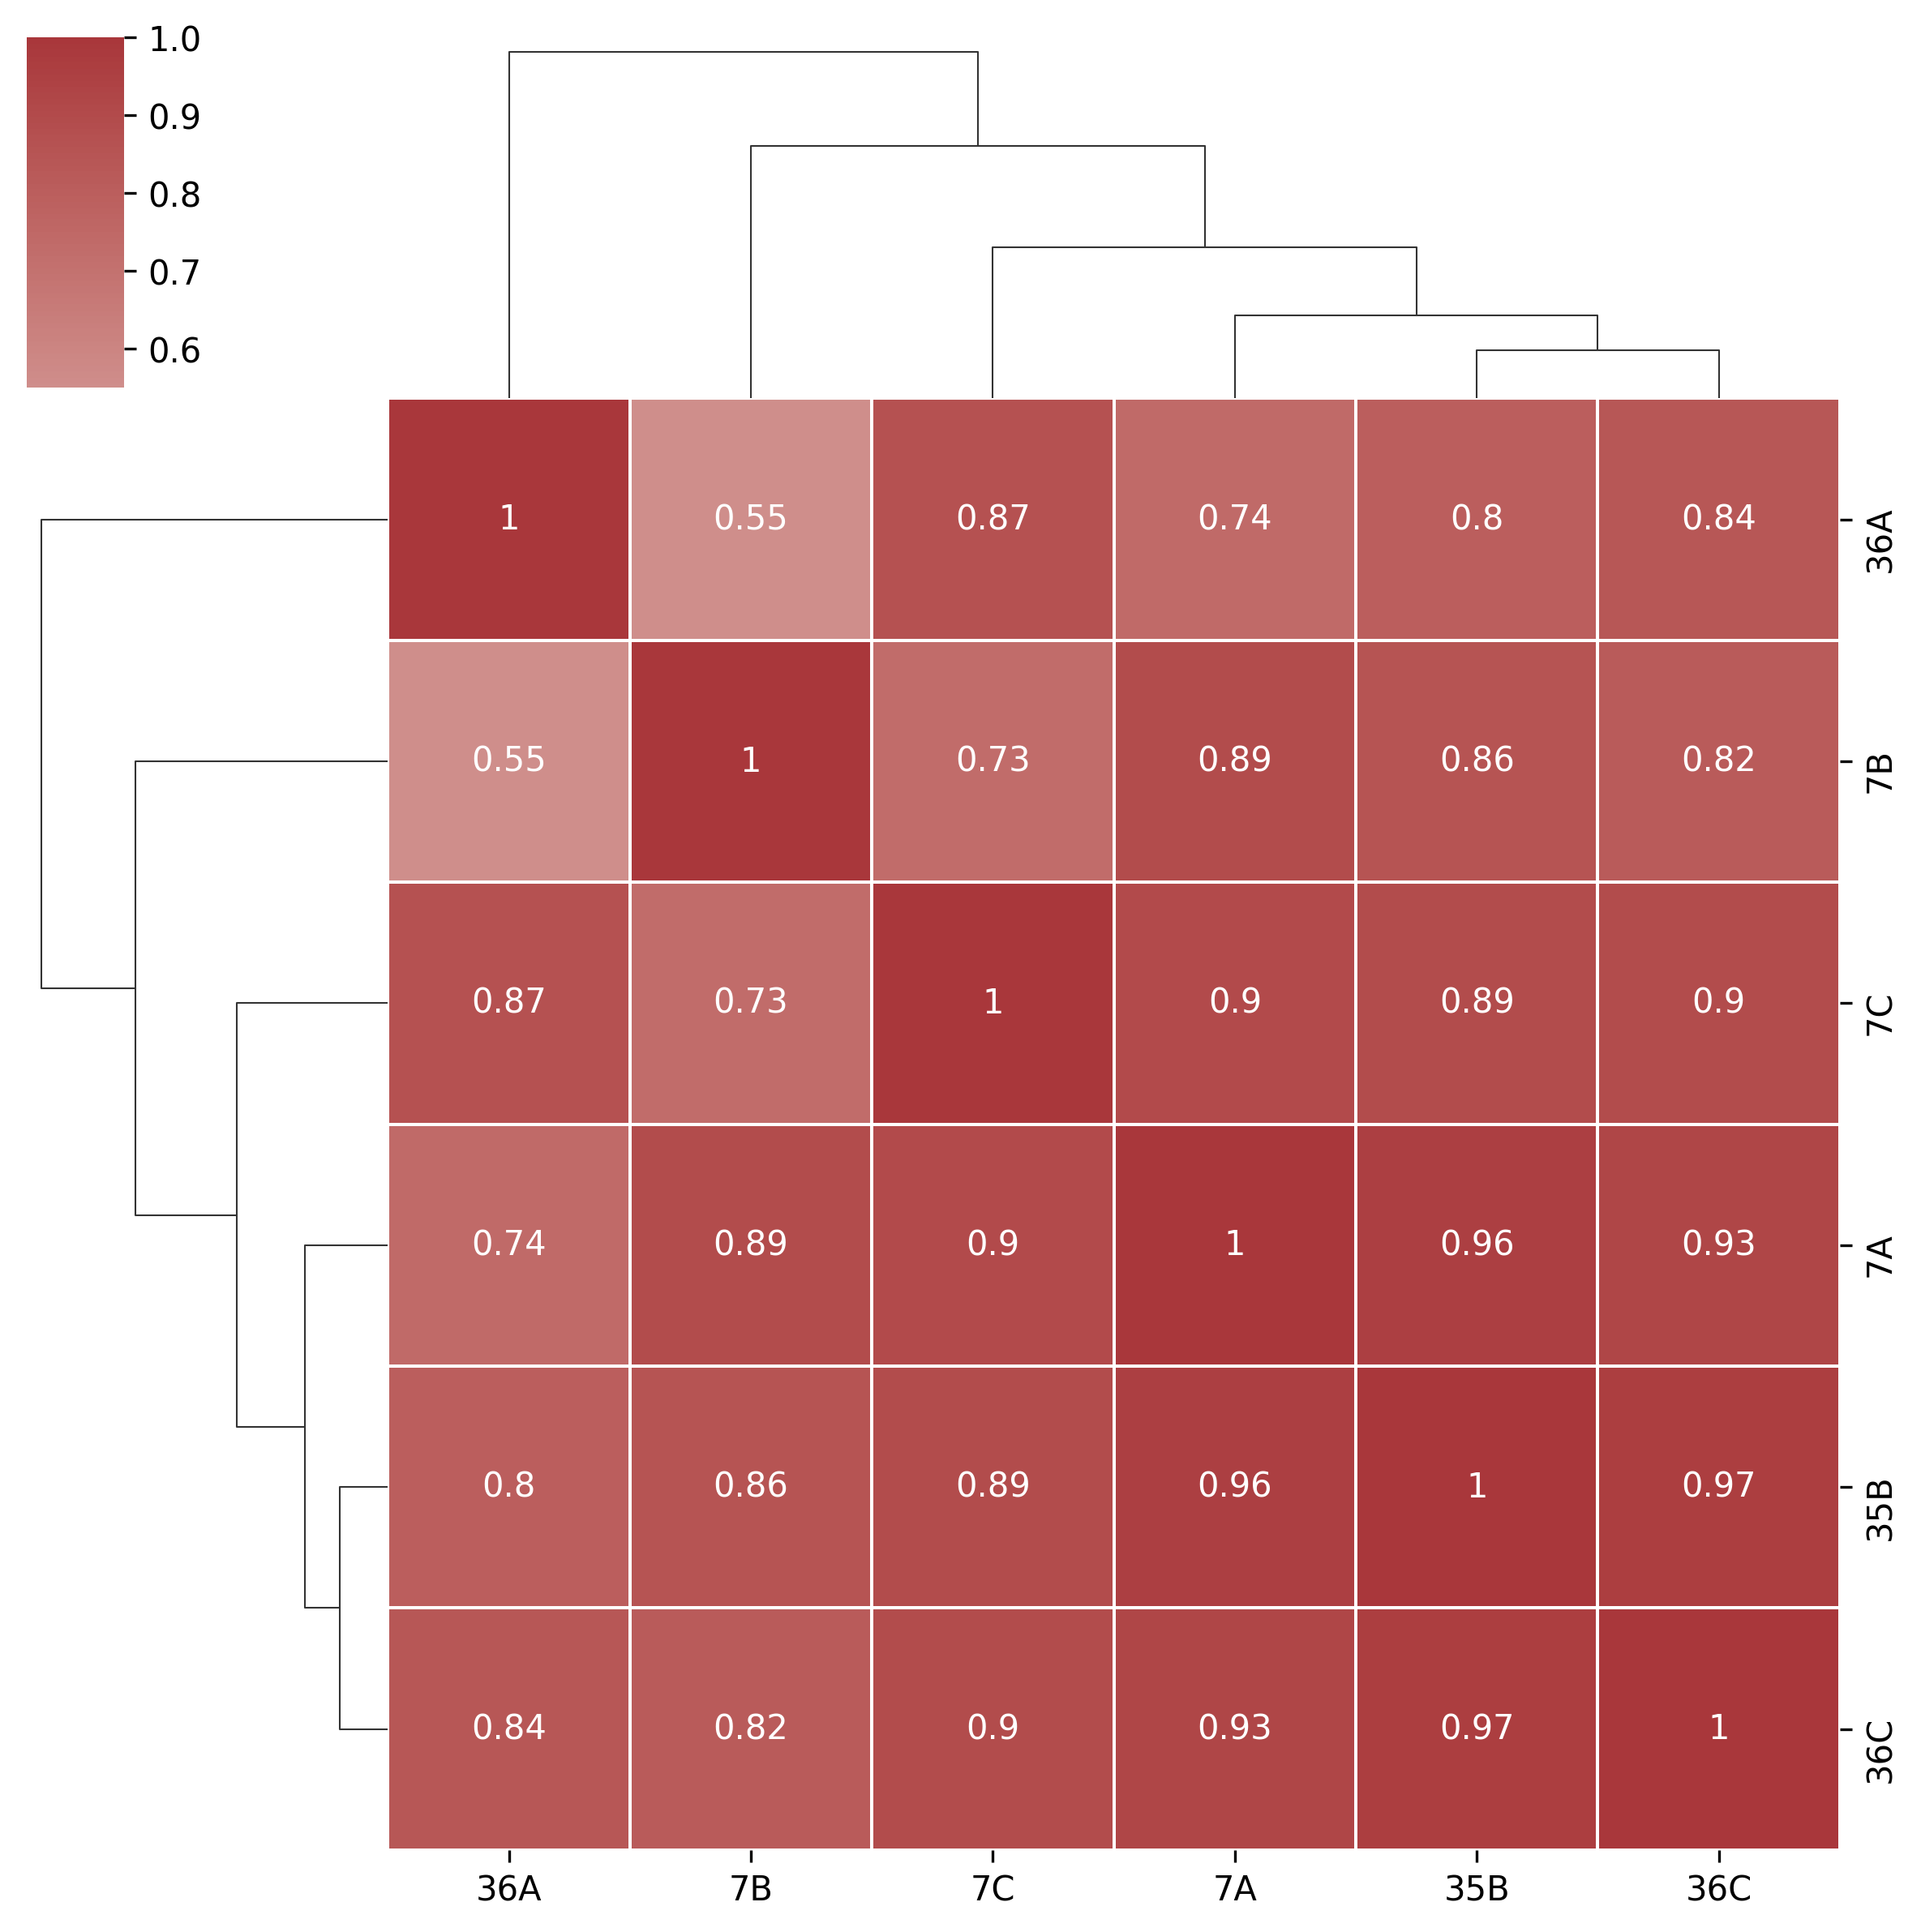 1.0
0.9
0.8
0.7
0.6
1 0.55 0.87 0.74 0.8 0.84 36A
0.55 1 0.73 0.89 0.86 0.82 7B
0.87 0.73 1 0.9 0.89 0.9 7C
0.74 0.89 0.9 1 0.96 0.93 7A
0.8 0.86 0.89 0.96 1 0.97 35B
0.84 0.82 0.9 0.93 0.97 1 36C
36A 7B 7C 7A 35B 36C